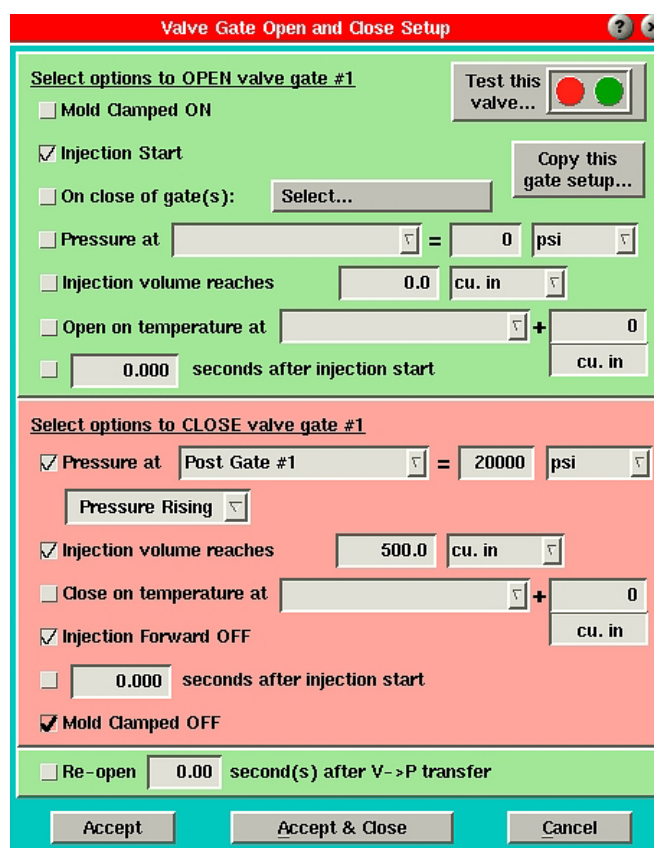 Valve Gate Open and Close Setup ?
Select options to OPEN valve gate #1
Test this valve...
Mold Clamped ON
Injection Start
Copy this gate setup...
On close of gate(s): Select...
Pressure at = 0 psi
Injection volume reaches 0.0 cu. in
Open on temperature at + 0
cu. in
0.000 seconds after injection start
Select options to CLOSE valve gate #1
Pressure at Post Gate #1 = 20000 psi
Pressure Rising
Injection volume reaches 500.0 cu. in
Close on temperature at + 0
cu. in
Injection Forward OFF
0.000 seconds after injection start
Mold Clamped OFF
Re-open 0.00 second(s) after V->P transfer
Accept Accept & Close Cancel